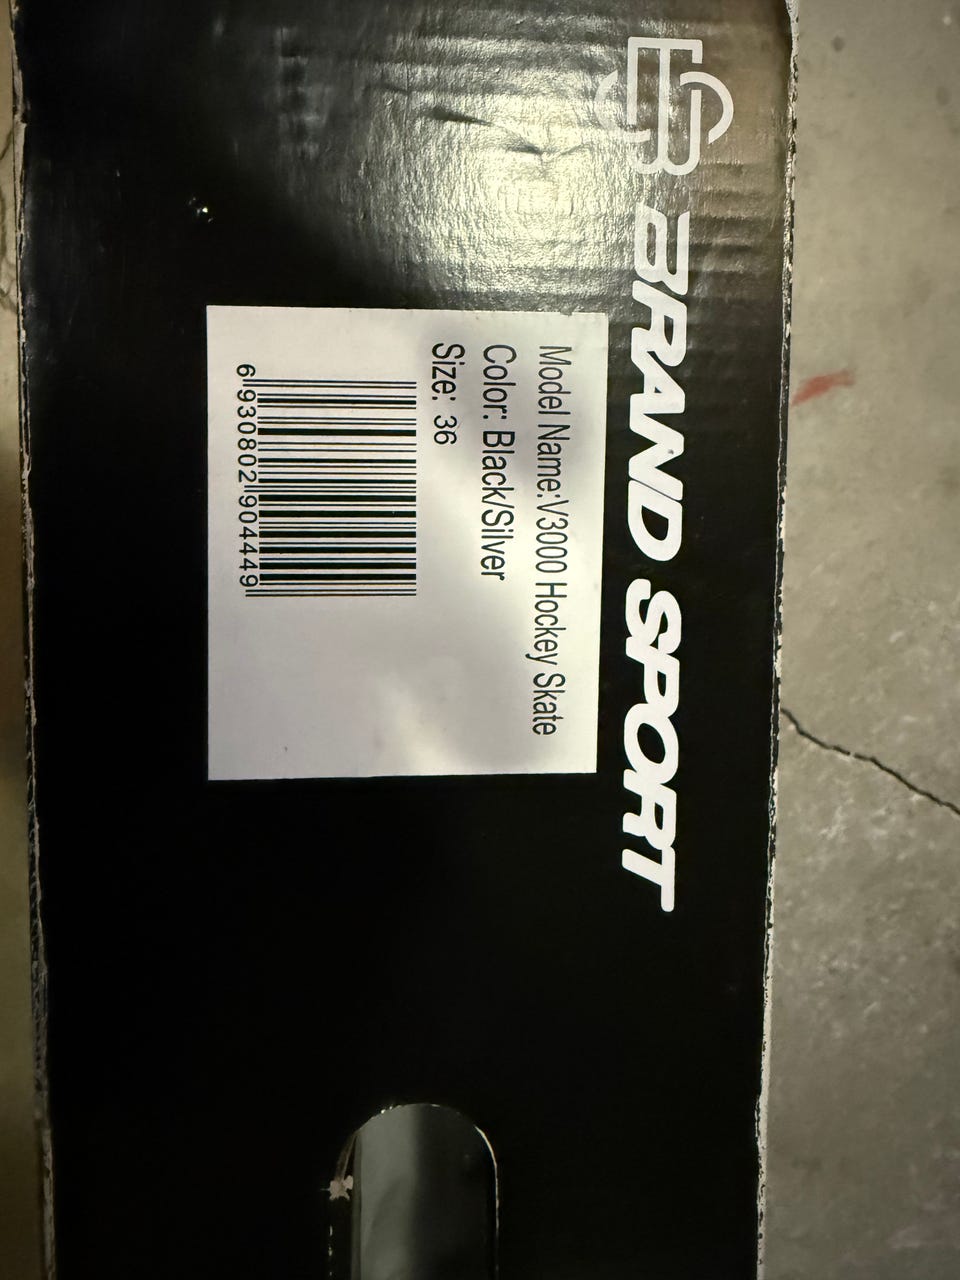 BRAND SPORT
Model Name:V3000 Hockey Skate
Color: Black/Silver
Size: 36
6930802904449